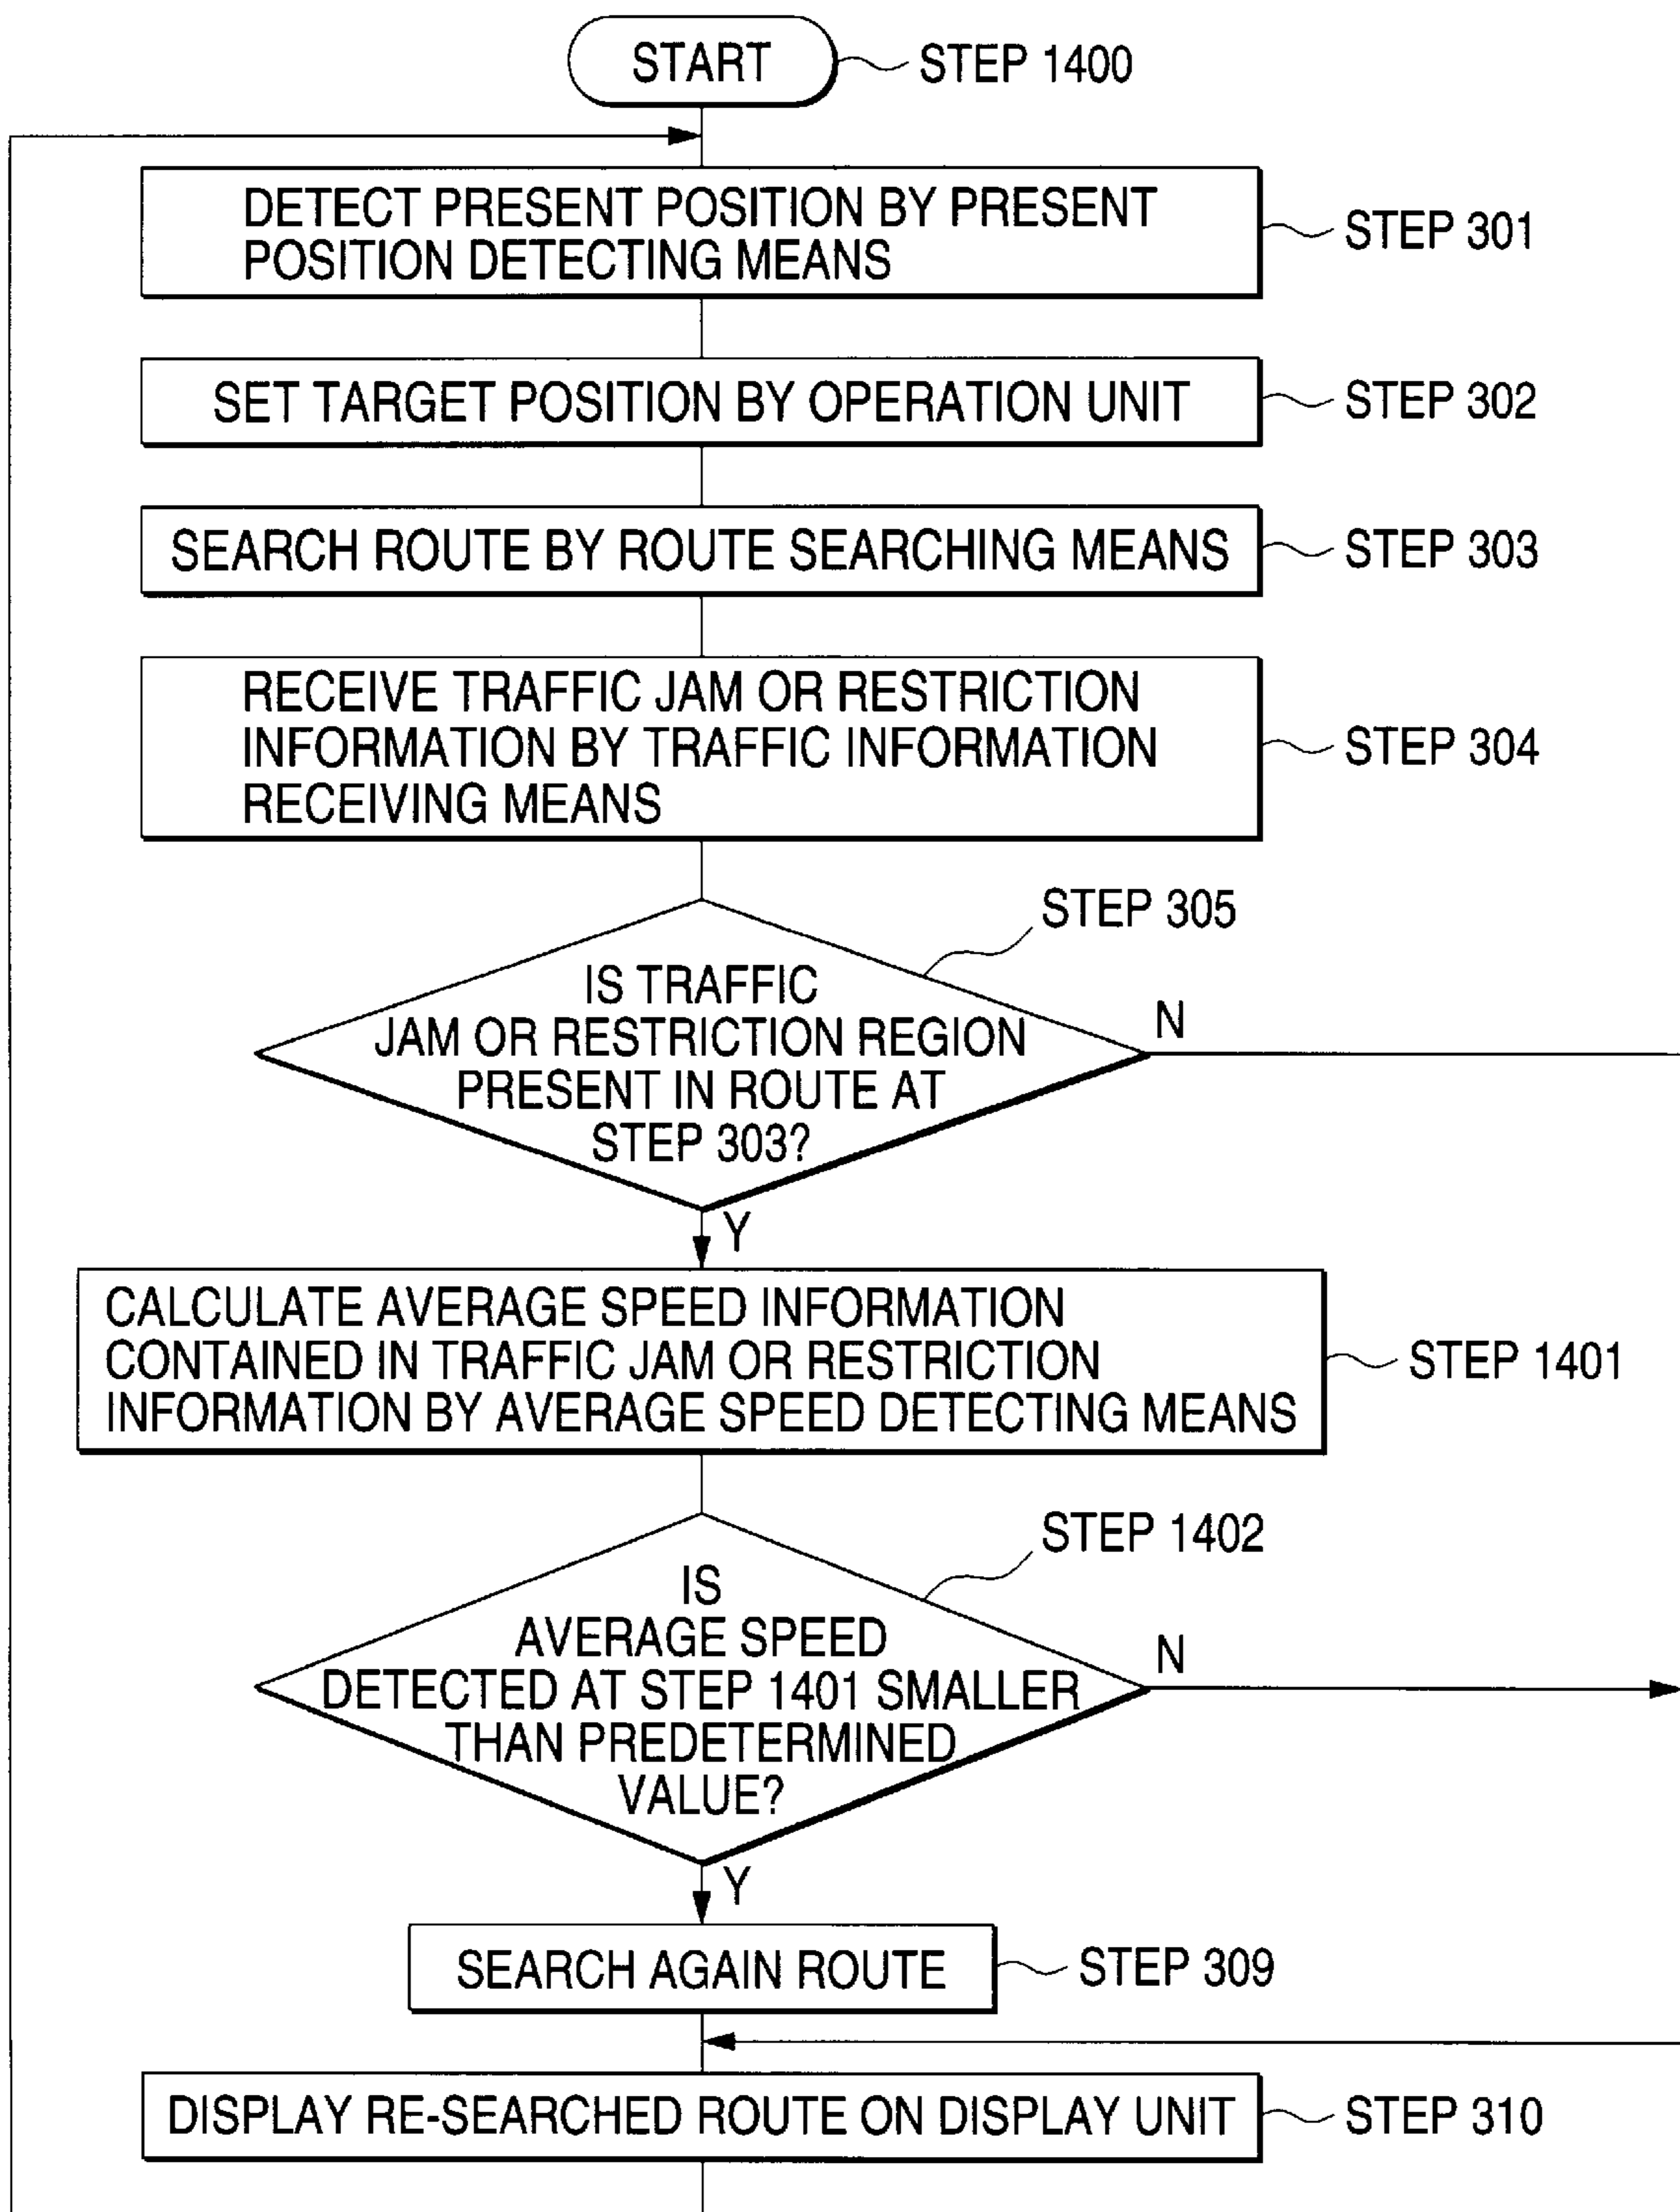 START
STEP 1400
DETECT PRESENT POSITION BY PRESENT
POSITION DETECTING MEANS
STEP 301
SET TARGET POSITION BY OPERATION UNIT
STEP 302
SEARCH ROUTE BY ROUTE SEARCHING MEANS
STEP 303
RECEIVE TRAFFIC JAM OR RESTRICTION
INFORMATION BY TRAFFIC INFORMATION
RECEIVING MEANS
STEP 304
STEP 305
IS TRAFFIC
JAM OR RESTRICTION REGION
PRESENT IN ROUTE AT
STEP 303?
N
Y
CALCULATE AVERAGE SPEED INFORMATION
CONTAINED IN TRAFFIC JAM OR RESTRICTION
INFORMATION BY AVERAGE SPEED DETECTING MEANS
STEP 1401
STEP 1402
IS
AVERAGE SPEED
DETECTED AT STEP 1401 SMALLER
THAN PREDETERMINED
VALUE?
N
Y
SEARCH AGAIN ROUTE
STEP 309
DISPLAY RE-SEARCHED ROUTE ON DISPLAY UNIT
STEP 310